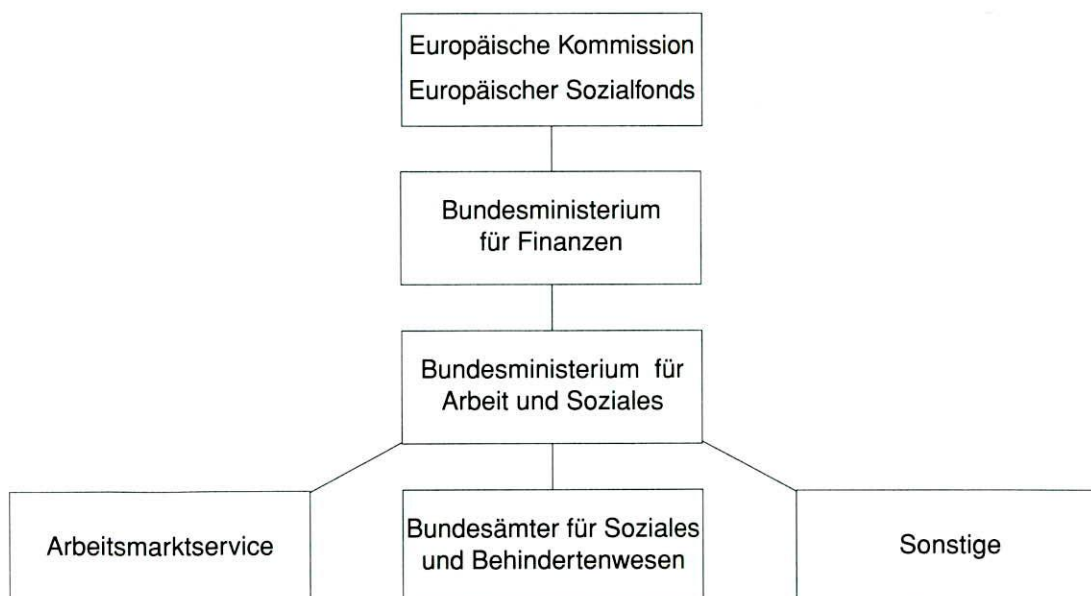 Europäische Kommission
Europäischer Sozialfonds
Bundesministerium
für Finanzen
Bundesministerium für
Arbeit und Soziales
Arbeitsmarktservice
Bundesämter für Soziales
und Behindertenwesen
Sonstige